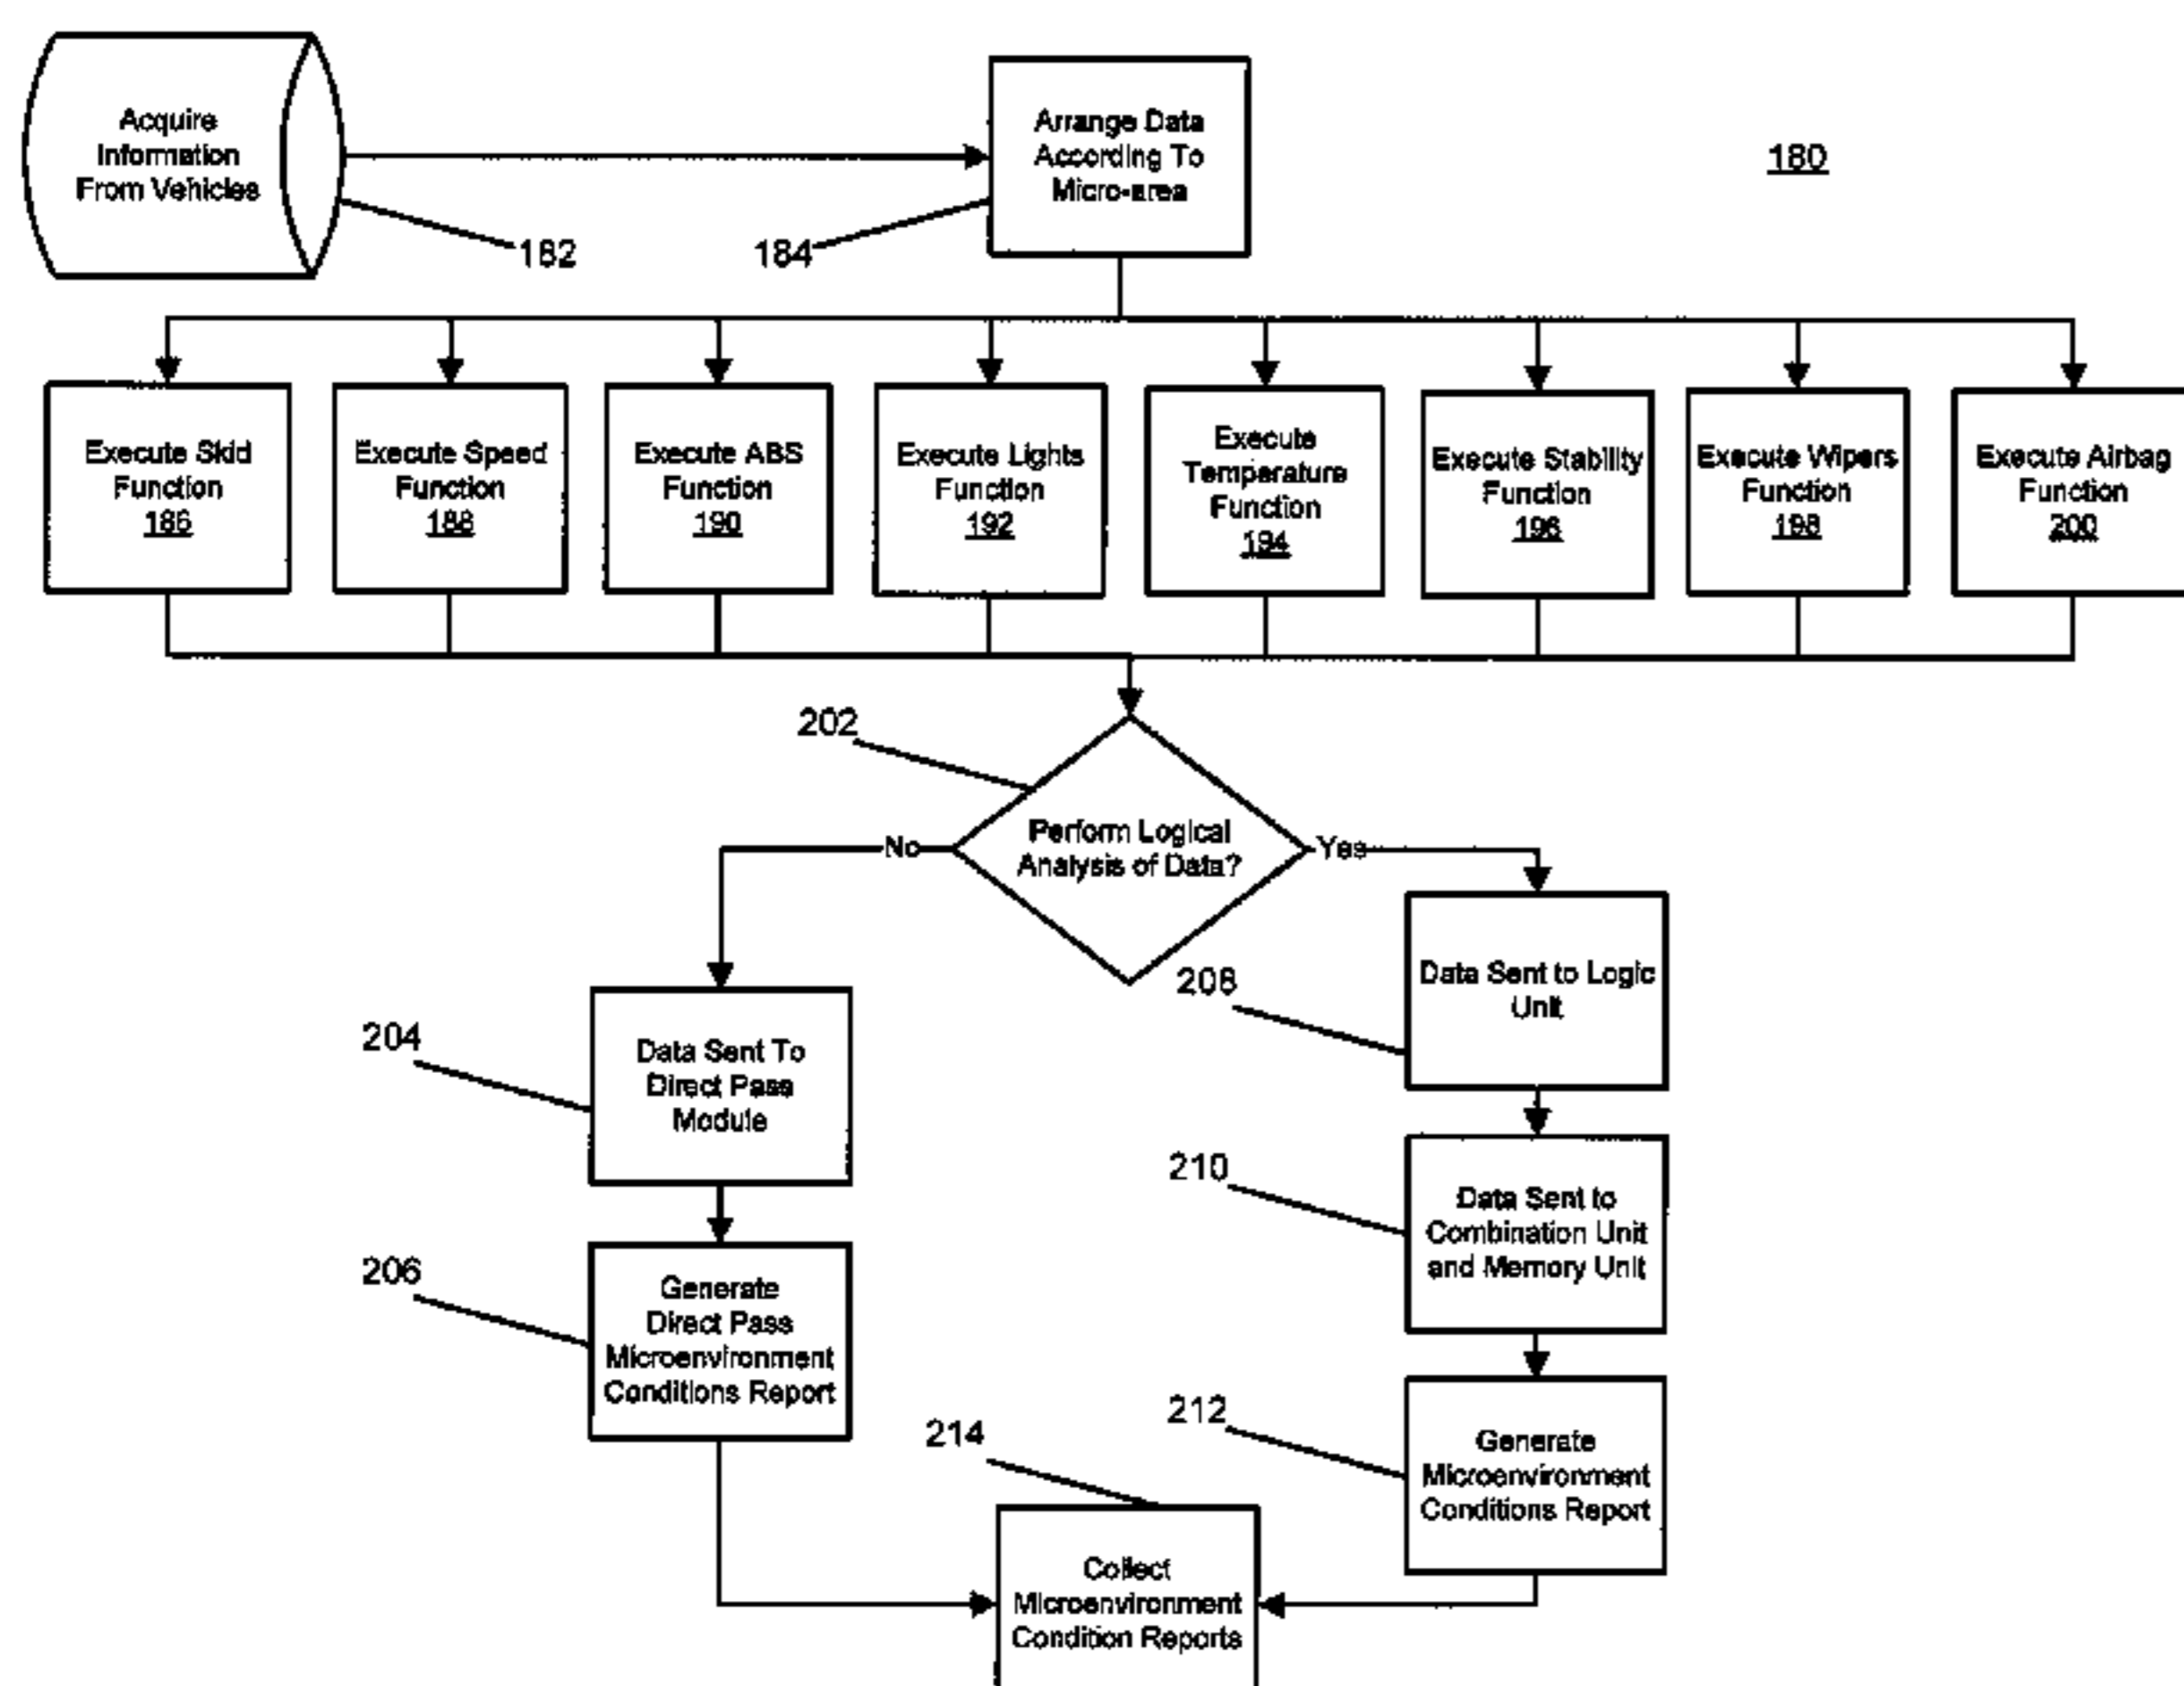 Acquire
Information
From Vehicles
182
Arrange Data
According To
Micro-area
184
180
Execute Skid
Function
186
Execute Speed
Function
188
Execute ABS
Function
190
Execute Lights
Function
192
Execute
Temperature
Function
194
Execute Stability
Function
196
Execute Wipers
Function
198
Execute Airbag
Function
200
202
Perform Logical
Analysis of Data?
No
Yes
204
Data Sent To
Direct Pass
Module
208
Data Sent to Logic
Unit
206
Generate
Direct Pass
Microenvironment
Conditions Report
210
Data Sent to
Combination Unit
and Memory Unit
212
Generate
Microenvironment
Conditions Report
214
Collect
Microenvironment
Condition Reports